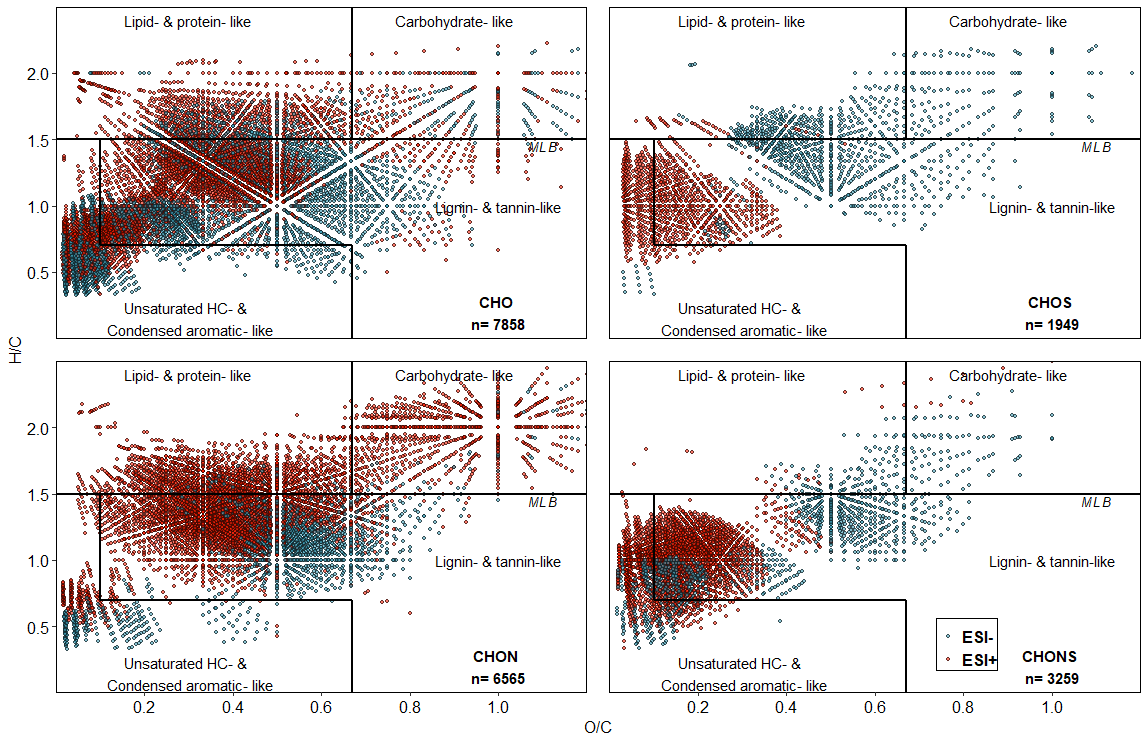 Lipid- & protein- like
Carbohydrate- like
2.0
1.5
1.0
0.5
MLB
Lignin- & tannin-like
Unsaturated HC- &
Condensed aromatic- like
CHO
n= 7858
Lipid- & protein- like
Carbohydrate- like
MLB
Lignin- & tannin-like
Unsaturated HC- &
Condensed aromatic- like
CHOS
n= 1949
H/C
Lipid- & protein- like
Carbohydrate- like
2.0
1.5
1.0
0.5
MLB
Lignin- & tannin-like
Unsaturated HC- &
Condensed aromatic- like
CHON
n= 6565
0.2 0.4 0.6 0.8 1.0
Lipid- & protein- like
Carbohydrate- like
MLB
Lignin- & tannin-like
Unsaturated HC- &
Condensed aromatic- like
ESI-
ESI+
CHONS
n= 3259
0.2 0.4 0.6 0.8 1.0
O/C